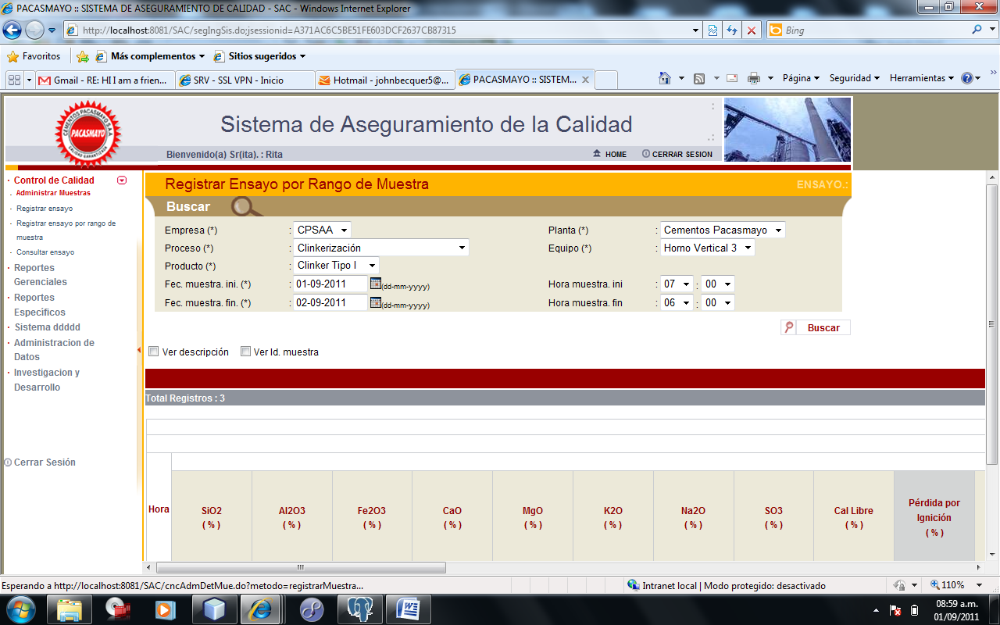 PACASMAYO :: SISTEMA DE ASEGURAMIENTO DE CALIDAD - SAC - Windows Internet Explorer
http://localhost:8081/SAC/segIngSis.do;jsessionid=A371AC6C5BE51FE603DCF2637CB87315
Bing
Favoritos
Más complementos
Sitios sugeridos
Gmail - RE: HI I am a frien...
SRV - SSL VPN - Inicio
Hotmail - johnbecquer5@...
PACASMAYO :: SISTEM...
Página
Seguridad
Herramientas
CEMENTOS PACASMAYO S.A.A.
PACASMAYO
CALIDAD GARANTIZADA
Sistema de Aseguramiento de la Calidad
Bienvenido(a) Sr(ita). : Rita
HOME
CERRAR SESION
Control de Calidad
Administrar Muestras
Registrar ensayo
Registrar ensayo por rango de
muestra
Consultar ensayo
Reportes
Gerenciales
Reportes
Específicos
Sistema ddddd
Administracion de
Datos
Investigacion y
Desarrollo
Cerrar Sesión
Registrar Ensayo por Rango de Muestra
ENSAYO.:
Buscar
Empresa (*) : CPSAA
Planta (*) : Cementos Pacasmayo
Proceso (*) : Clinkerización
Equipo (*) : Horno Vertical 3
Producto (*) : Clinker Tipo I
Fec. muestra. ini. (*) : 01-09-2011 (dd-mm-yyyy)
Hora muestra. ini : 07 : 00
Fec. muestra. fin. (*) : 02-09-2011 (dd-mm-yyyy)
Hora muestra. fin : 06 : 00
Buscar
Ver descripción
Ver Id. muestra
Total Registros : 3
Hora
SiO2
( % )
Al2O3
( % )
Fe2O3
( % )
CaO
( % )
MgO
( % )
K2O
( % )
Na2O
( % )
SO3
( % )
Cal Libre
( % )
Pérdida por
Ignición
( % )
Esperando a http://localhost:8081/SAC/cncAdmDetMue.do?metodo=registrarMuestra...
Intranet local | Modo protegido: desactivado
110%
08:59 a.m.
01/09/2011